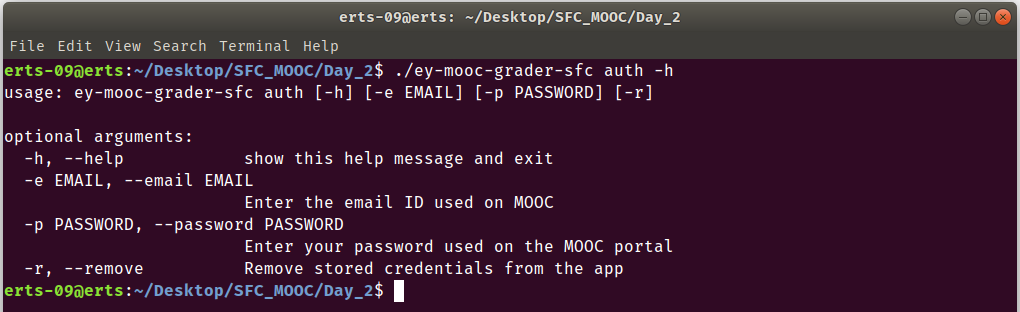 erts-09@erts: ~/Desktop/SFC_MOOC/Day_2
File Edit View Search Terminal Help
erts-09@erts:~/Desktop/SFC_MOOC/Day_2$ ./ey-mooc-grader-sfc auth -h
usage: ey-mooc-grader-sfc auth [-h] [-e EMAIL] [-p PASSWORD] [-r]
optional arguments:
-h, --help show this help message and exit
-e EMAIL, --email EMAIL
Enter the email ID used on MOOC
-p PASSWORD, --password PASSWORD
Enter your password used on the MOOC portal
-r, --remove Remove stored credentials from the app
erts-09@erts:~/Desktop/SFC_MOOC/Day_2$